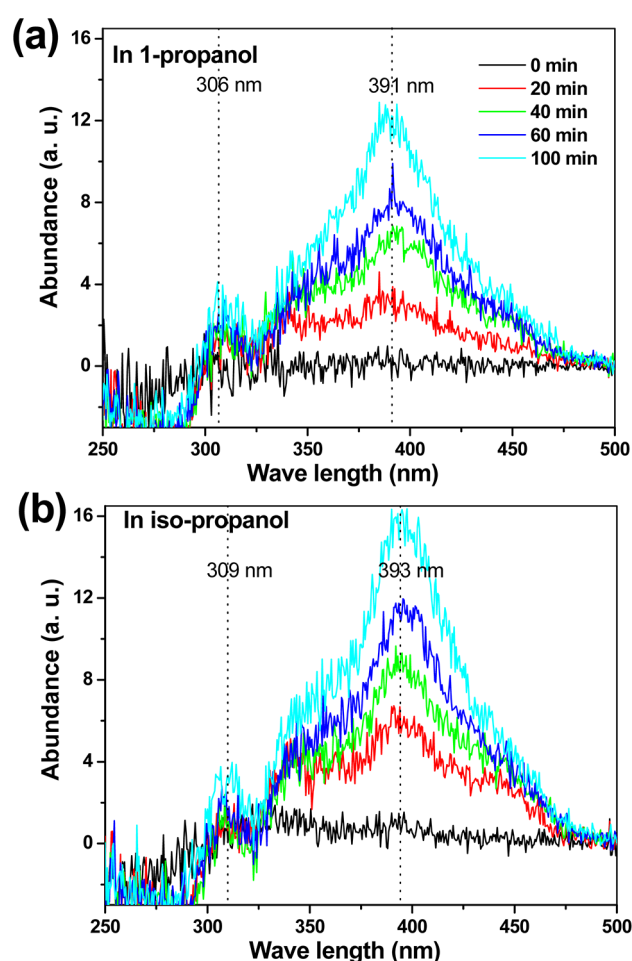 (a)
In 1-propanol
306 nm
391 nm
0 min
20 min
40 min
60 min
100 min
16
12
8
4
0
Abundance (a. u.)
250 300 350 400 450 500
Wave length (nm)
(b)
In iso-propanol
309 nm
393 nm
16
12
8
4
0
Abundance (a. u.)
250 300 350 400 450 500
Wave length (nm)